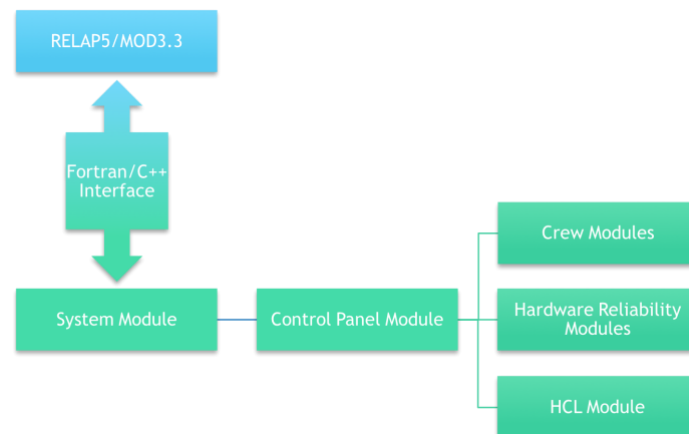 RELAP5/MOD3.3
Fortran/C++
Interface
Crew Modules
System Module
Control Panel Module
Hardware Reliability
Modules
HCL Module